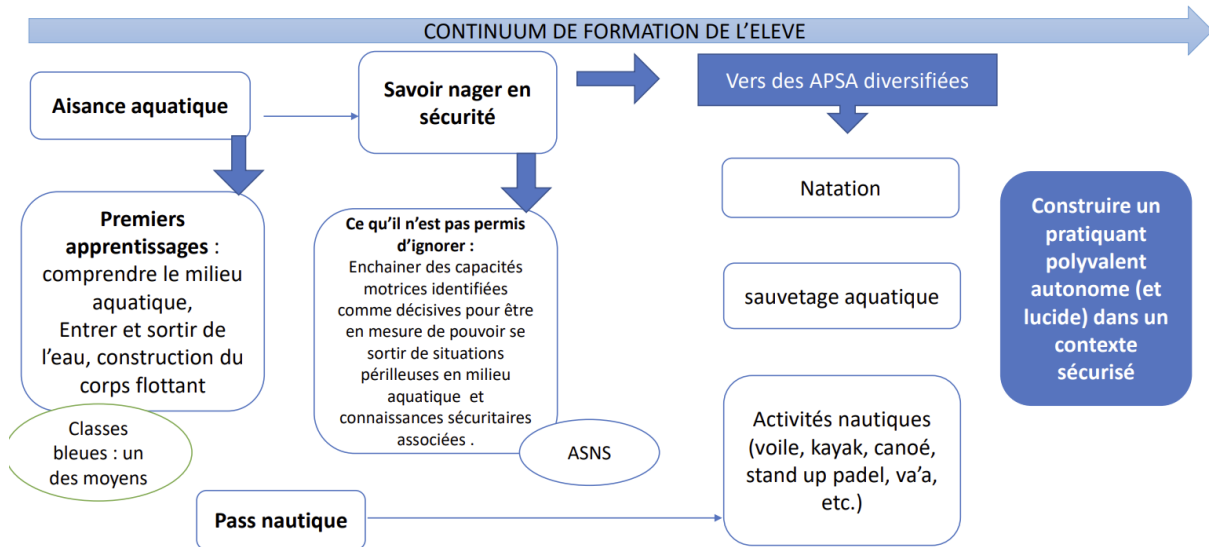 CONTINUUM DE FORMATION DE L'ELEVE
Aisance aquatique
Savoir nager en
sécurité
Vers des APSA diversifiées
Premiers
apprentissages :
comprendre le milieu
aquatique,
Entrer et sortir de
l'eau, construction du
corps flottant
Classes
bleues : un
des moyens
Ce qu'il n'est pas permis
d'ignorer :
Enchainer des capacités
motrices identifiées
comme décisives pour être
en mesure de pouvoir se
sortir de situations
périlleuses en milieu
aquatique et
connaissances sécuritaires
associées .
ASNS
Pass nautique
Natation
sauvetage aquatique
Activités nautiques
(voile, kayak, canoé,
stand up padel, va'a,
etc.)
Construire un
pratiquant
polyvalent
autonome (et
lucide) dans un
contexte
sécurisé